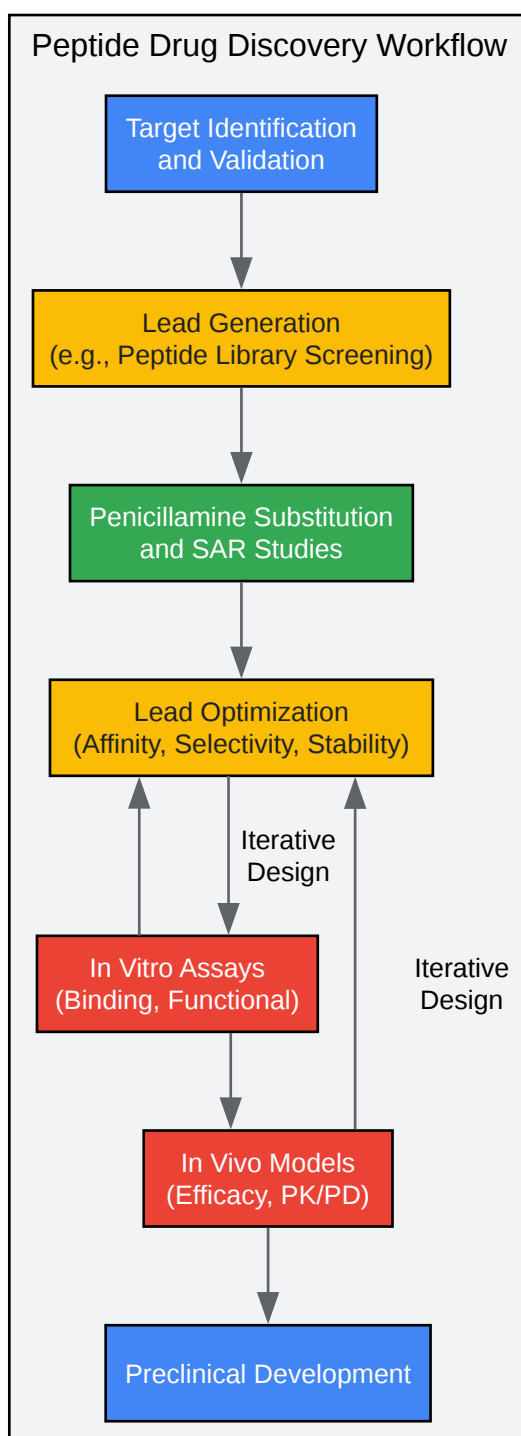 Peptide Drug Discovery Workflow
Target Identification
and Validation
Lead Generation
(e.g., Peptide Library Screening)
Penicillamine Substitution
and SAR Studies
Lead Optimization
(Affinity, Selectivity, Stability)
Iterative
Design
In Vitro Assays
(Binding, Functional)
Iterative
Design
In Vivo Models
(Efficacy, PK/PD)
Preclinical Development